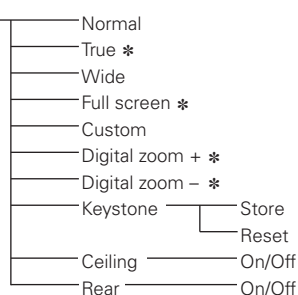 Normal
True ✻
Wide
Full screen ✻
Custom
Digital zoom + ✻
Digital zoom – ✻
Keystone Store
Reset
Ceiling On/Off
Rear On/Off